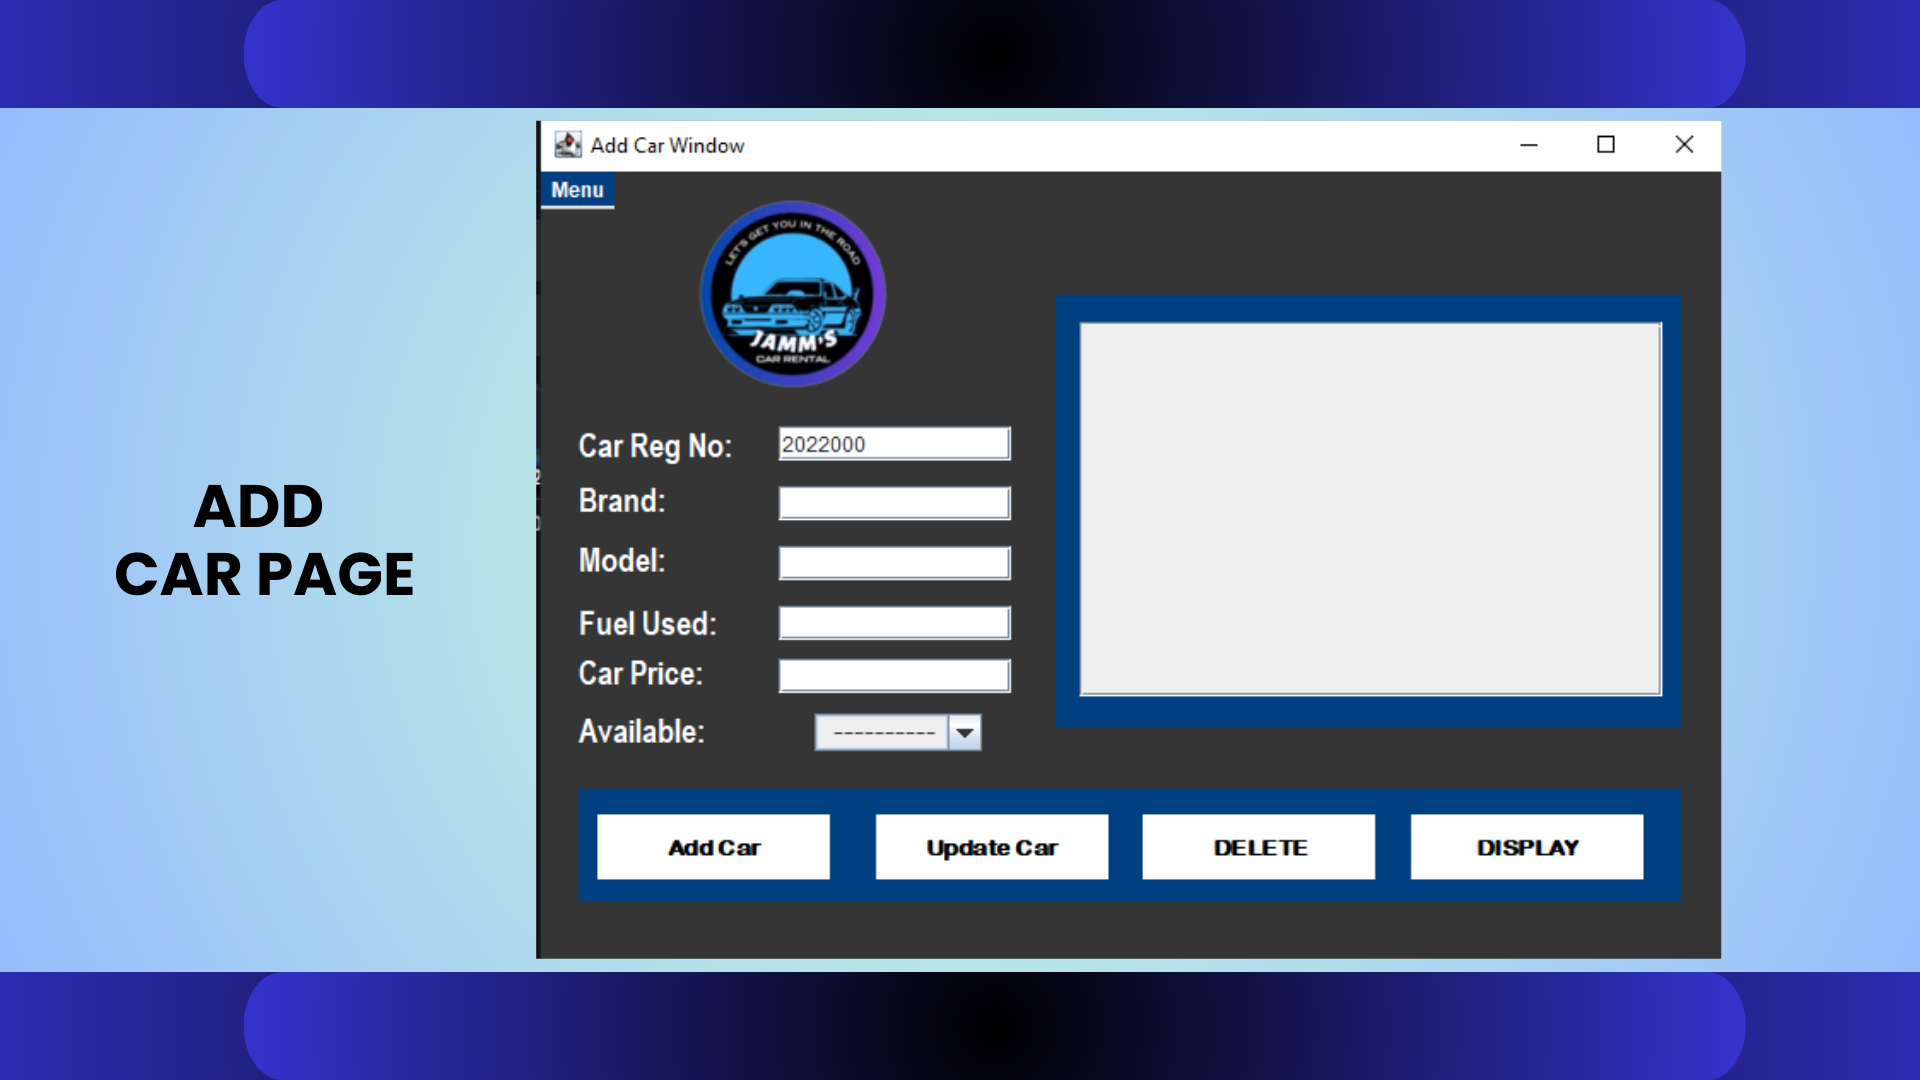 ADD
CAR PAGE
Add Car Window
Menu
LET'S GET YOU IN THE ROAD
JAMM'S
CAR RENTAL
Car Reg No: 2022000
Brand:
Model:
Fuel Used:
Car Price:
Available: ----------
Add Car Update Car DELETE DISPLAY